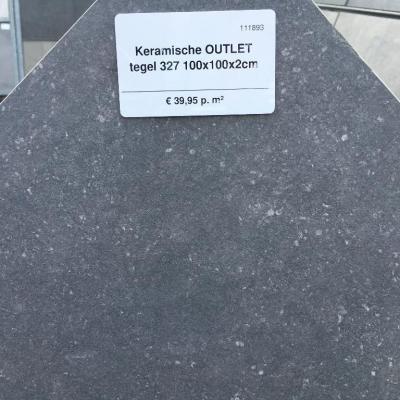 111893
Keramische OUTLET
tegel 327 100x100x2cm
€ 39,95 p. m²